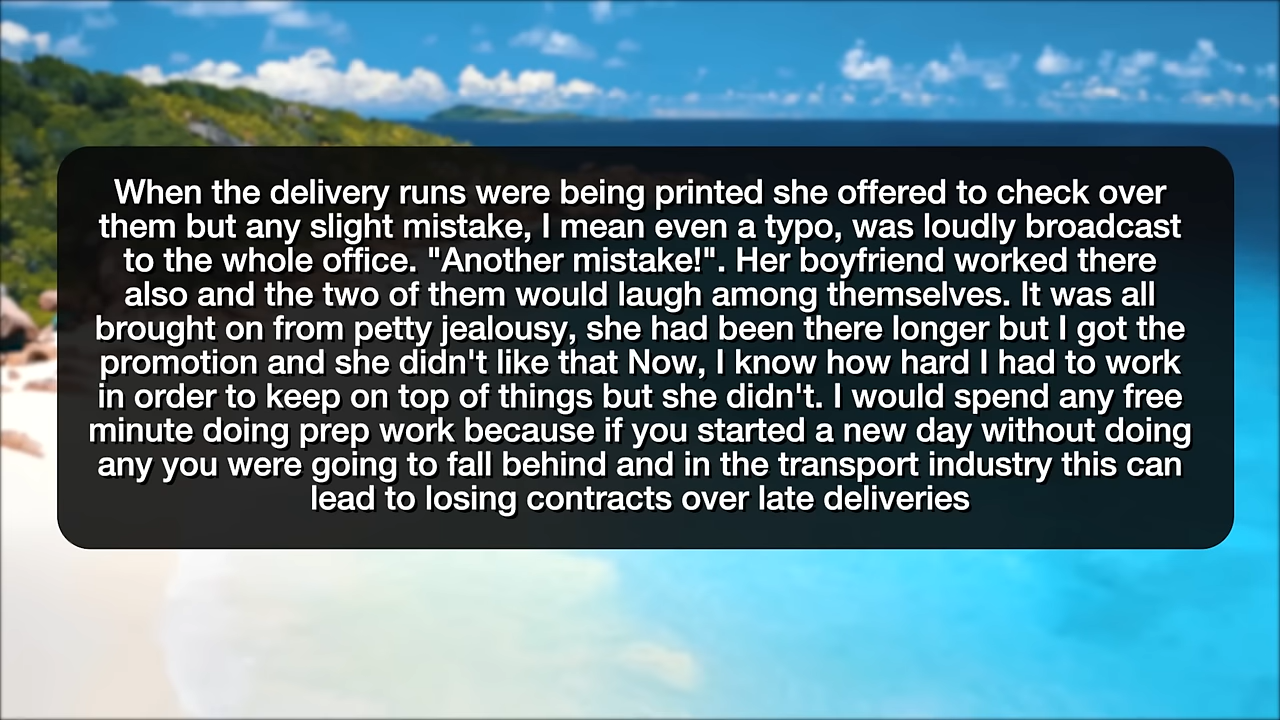 When the delivery runs were being printed she offered to check over
them but any slight mistake, I mean even a typo, was loudly broadcast
to the whole office. "Another mistake!". Her boyfriend worked there
also and the two of them would laugh among themselves. It was all
brought on from petty jealousy, she had been there longer but I got the
promotion and she didn't like that Now, I know how hard I had to work
in order to keep on top of things but she didn't. I would spend any free
minute doing prep work because if you started a new day without doing
any you were going to fall behind and in the transport industry this can
lead to losing contracts over late deliveries